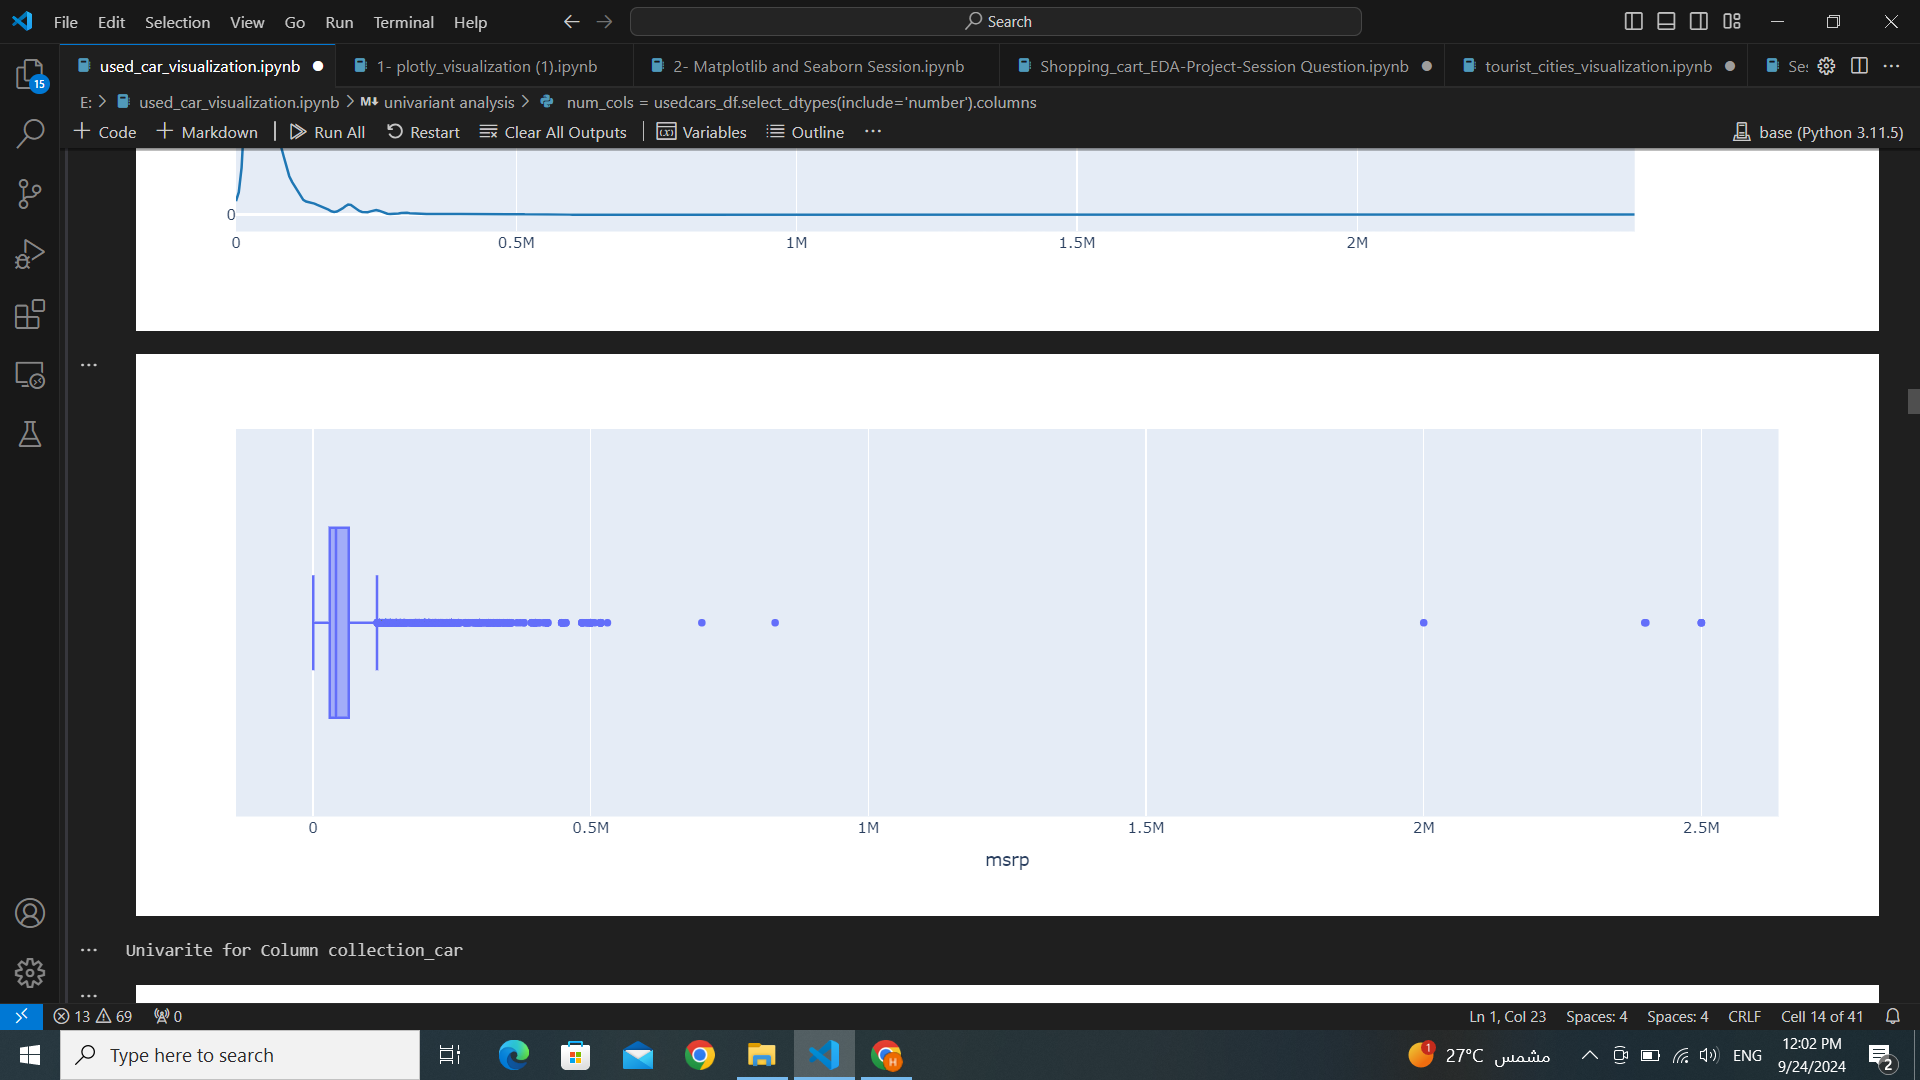 File Edit Selection View Go Run Terminal Help Search
used_car_visualization.ipynb 1- plotly_visualization (1).ipynb 2- Matplotlib and Seaborn Session.ipynb Shopping_cart_EDA-Project-Session Question.ipynb tourist_cities_visualization.ipynb Se
15
E: > used_car_visualization.ipynb > M↓ univariant analysis > num_cols = usedcars_df.select_dtypes(include='number').columns
+ Code + Markdown | Run All Restart Clear All Outputs | Variables Outline ... base (Python 3.11.5)
0
0 0.5M 1M 1.5M 2M
0 0.5M 1M 1.5M 2M 2.5M
msrp
Univarite for Column collection_car
13 69 0 Ln 1, Col 23 Spaces: 4 Spaces: 4 CRLF Cell 14 of 41
Type here to search H 1 27°C مشمس ENG 12:02 PM
9/24/2024 2